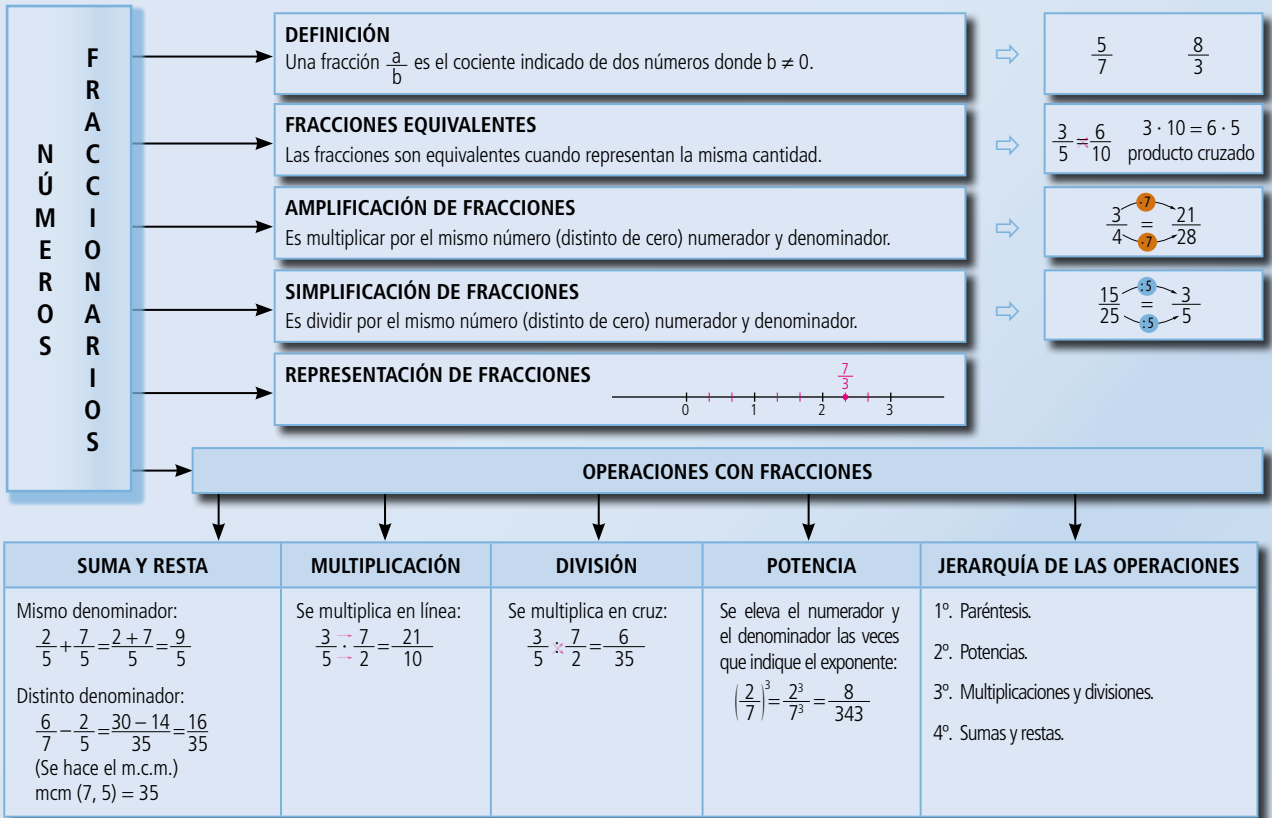 NÚMEROS
FRACCIONARIOS
DEFINICIÓN
Una fracción a/b es el cociente indicado de dos números donde b ≠ 0.
5/7 8/3
FRACCIONES EQUIVALENTES
Las fracciones son equivalentes cuando representan la misma cantidad.
3/5 = 6/10 3 · 10 = 6 · 5
producto cruzado
AMPLIFICACIÓN DE FRACCIONES
Es multiplicar por el mismo número (distinto de cero) numerador y denominador.
·7
3/4 = 21/28
·7
SIMPLIFICACIÓN DE FRACCIONES
Es dividir por el mismo número (distinto de cero) numerador y denominador.
:5
15/25 = 3/5
:5
REPRESENTACIÓN DE FRACCIONES
7/3
0 1 2 3
OPERACIONES CON FRACCIONES
SUMA Y RESTA
Mismo denominador:
2/5 + 7/5 = 2 + 7/5 = 9/5
Distinto denominador:
6/7 – 2/5 = 30 – 14/35 = 16/35
(Se hace el m.c.m.)
mcm (7, 5) = 35
MULTIPLICACIÓN
Se multiplica en línea:
3/5 · 7/2 = 21/10
DIVISIÓN
Se multiplica en cruz:
3/5 : 7/2 = 6/35
POTENCIA
Se eleva el numerador y
el denominador las veces
que indique el exponente:
(2/7)³ = 2³/7³ = 8/343
JERARQUÍA DE LAS OPERACIONES
1º. Paréntesis.
2º. Potencias.
3º. Multiplicaciones y divisiones.
4º. Sumas y restas.